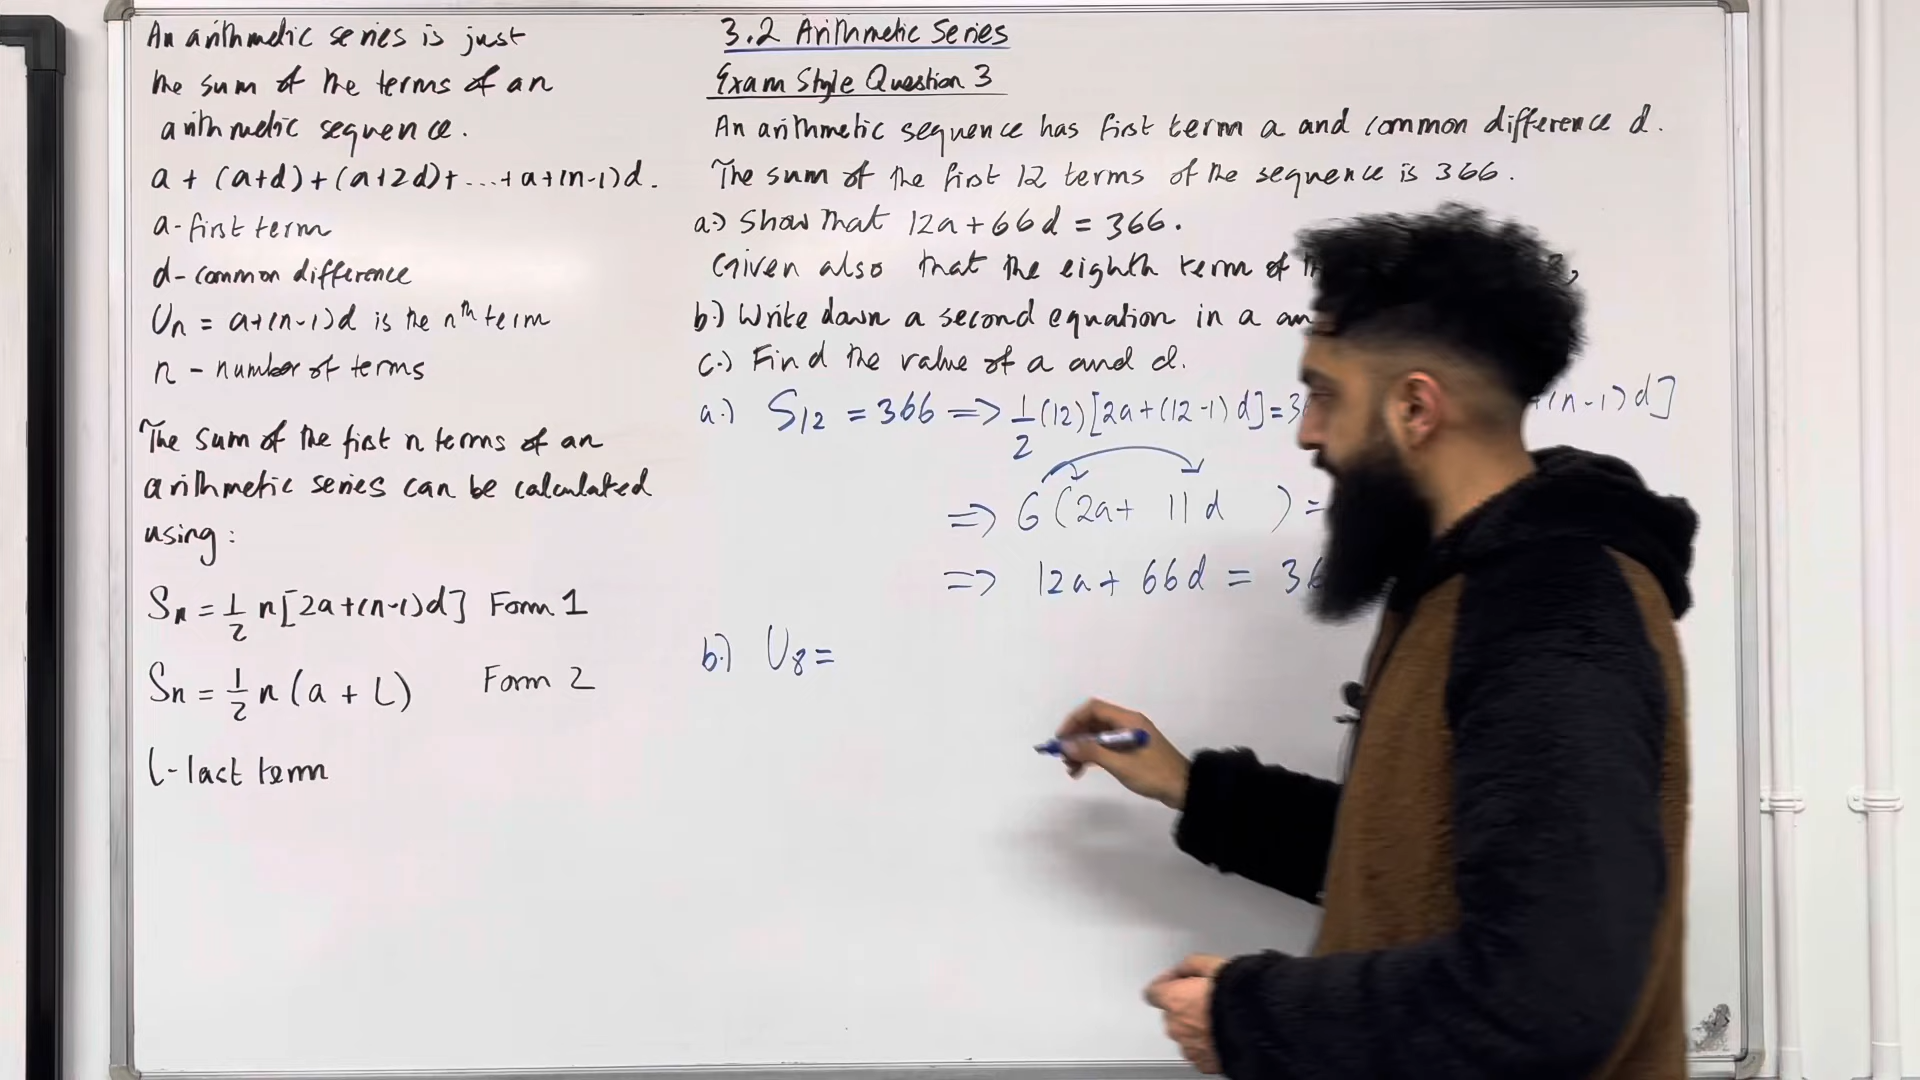 An arithmetic series is just
the sum of the terms of an
arithmetic sequence.
a + (a+d)+(a+2d)+...+a+(n-1)d.
a - first term
d - common difference
Un = a+(n-1)d is the nth term
n - number of terms
The sum of the first n terms of an
arithmetic series can be calculated
using:
Sn = 1/2 n[2a+(n-1)d] Form 1
Sn = 1/2 n(a + L) Form 2
L - last term
3.2 Arithmetic Series
Exam Style Question 3
An arithmetic sequence has first term a and common difference d.
The sum of the first 12 terms of the sequence is 366.
a.) Show that 12a + 66d = 366.
Given also that the eighth term of
b.) Write down a second equation in a
c.) Find the value of a and d.
a.) S12 = 366 => 1/2 (12)[2a+(12-1)d]=3 (n-1)d]
=> 6(2a+ 11d ) =
=> 12a + 66d = 36
b.) U8 =